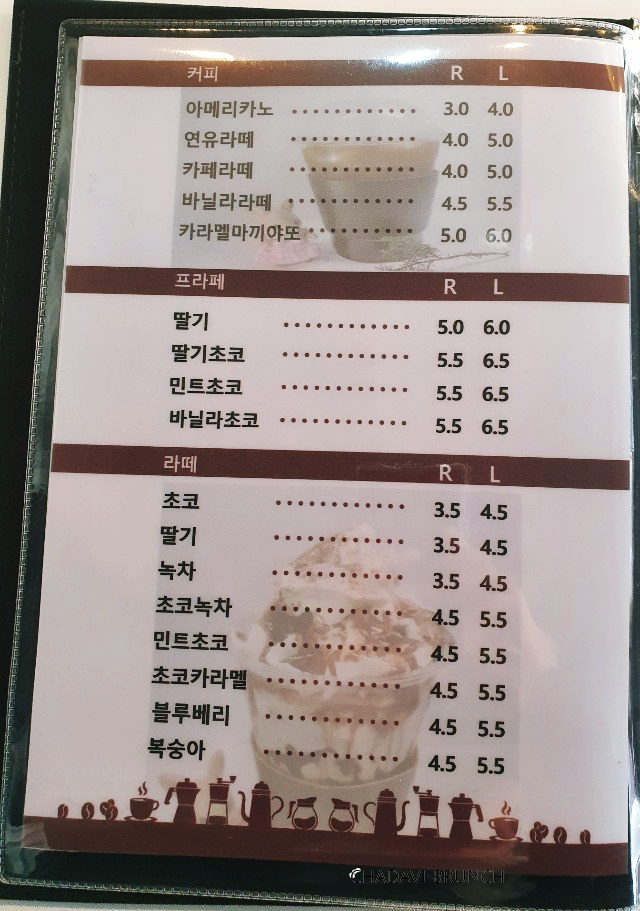 커피 R L
아메리카노 ············ 3.0 4.0
연유라떼 ············ 4.0 5.0
카페라떼 ············ 4.0 5.0
바닐라라떼 ············ 4.5 5.5
카라멜마끼야또 ·········· 5.0 6.0
프라페 R L
딸기 ············ 5.0 6.0
딸기초코 ············ 5.5 6.5
민트초코 ············ 5.5 6.5
바닐라초코 ············ 5.5 6.5
라떼 R L
초코 ············ 3.5 4.5
딸기 ············ 3.5 4.5
녹차 ············ 3.5 4.5
초코녹차 ············ 4.5 5.5
민트초코 ············ 4.5 5.5
초코카라멜 ············ 4.5 5.5
블루베리 ············ 4.5 5.5
복숭아 ············ 4.5 5.5
BRUNCH